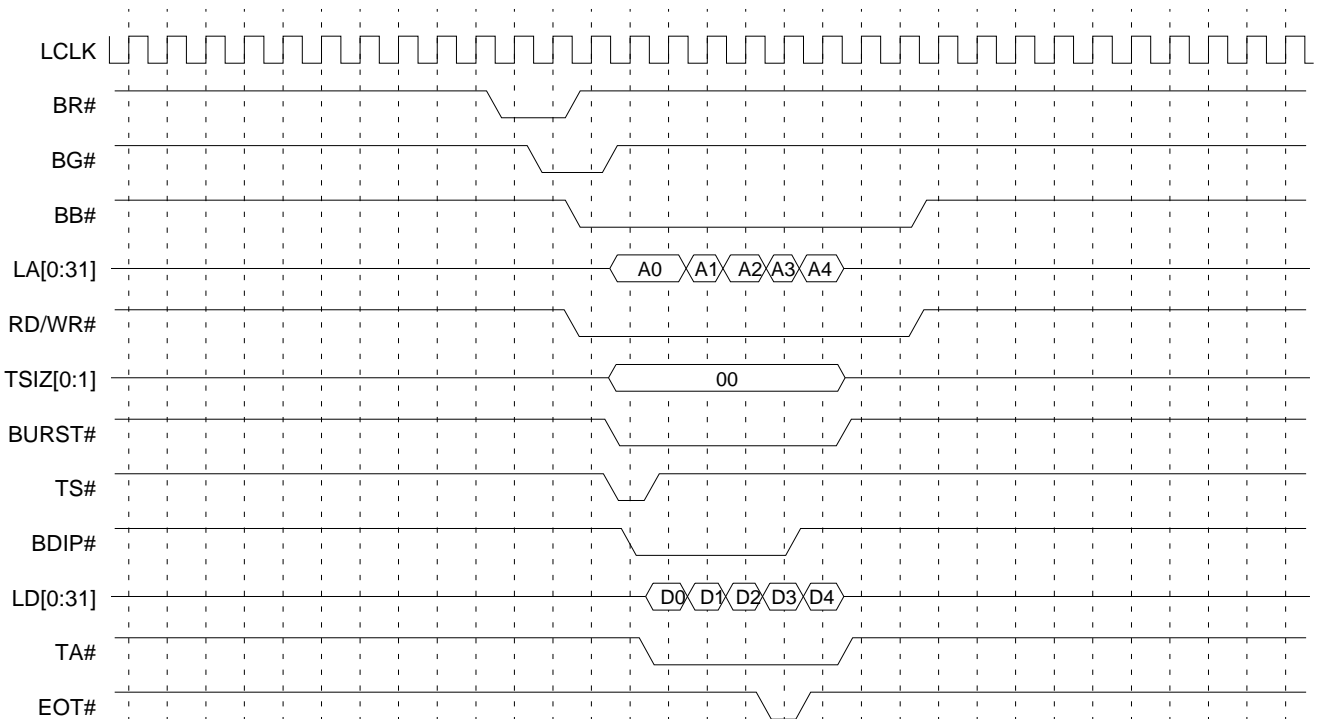 LCLK
BR#
BG#
BB#
LA[0:31] A0 A1 A2 A3 A4
RD/WR#
TSIZ[0:1] 00
BURST#
TS#
BDIP#
LD[0:31] D0 D1 D2 D3 D4
TA#
EOT#